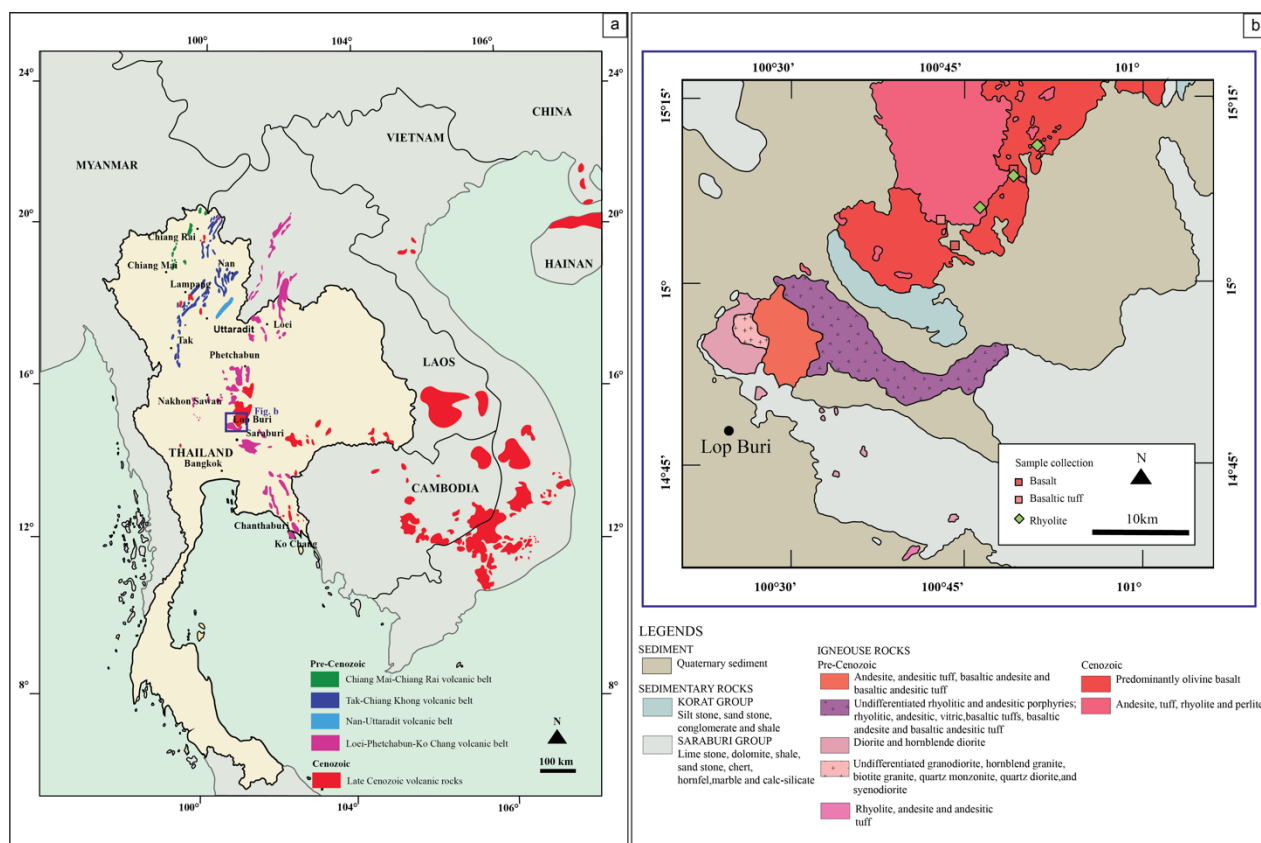 a
100°
104°
106°
24°
24°
CHINA
VIETNAM
MYANMAR
20°
20°
Chiang Rai
HAINAN
Chiang Mai
Nan
Lampang
Uttaradit
Loei
Tak
LAOS
Phetchabun
16°
16°
Nakhon Sawan
Fig. b
Lop Buri
Saraburi
THAILAND
Bangkok
CAMBODIA
12°
12°
Chanthaburi
Ko Chang
Pre-Cenozoic
Chiang Mai-Chiang Rai volcanic belt
Tak-Chiang Khong volcanic belt
Nan-Uttaradit volcanic belt
Loei-Phetchabun-Ko Chang volcanic belt
Cenozoic
Late Cenozoic volcanic rocks
N
100 km
8°
8°
100°
104°
106°
b
100°30'
100°45'
101°
15°15'
15°15'
15°
15°
14°45'
14°45'
Lop Buri
Sample collection
Basalt
Basaltic tuff
Rhyolite
N
10km
100°30'
100°45'
101°
LEGENDS
SEDIMENT
Quaternary sediment
SEDIMENTARY ROCKS
KORAT GROUP
Silt stone, sand stone,
conglomerate and shale
SARABURI GROUP
Lime stone, dolomite, shale,
sand stone, chert,
hornfel,marble and calc-silicate
IGNEOUSE ROCKS
Pre-Cenozoic
Andesite, andesitic tuff, basaltic andesite and
basaltic andesitic tuff
Undifferentiated rhyolitic and andesitic porphyries;
rhyolitic, andesitic, vitric,basaltic tuffs, basaltic
andesite and basaltic andesitic tuff
Diorite and hornblende diorite
Undifferentiated granodiorite, hornblend granite,
biotite granite, quartz monzonite, quartz diorite,and
syenodiorite
Rhyolite, andesite and andesitic
tuff
Cenozoic
Predominantly olivine basalt
Andesite, tuff, rhyolite and perlite